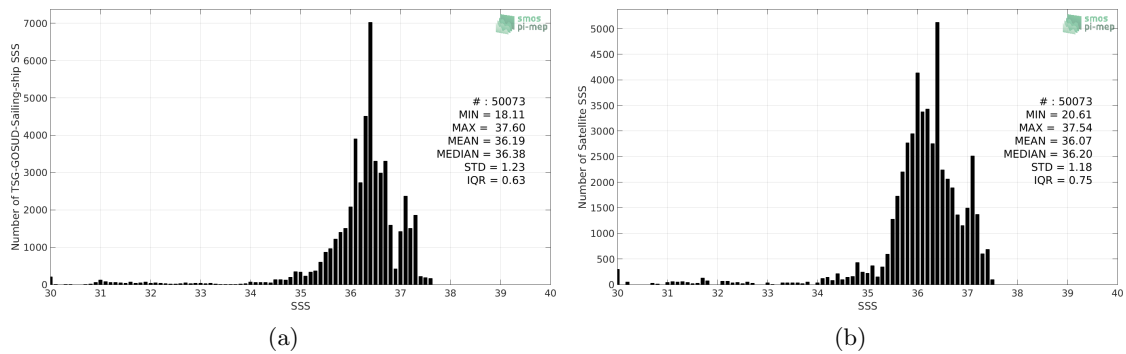 7000
6000
5000
4000
3000
2000
1000
0
Number of TSG-GOSUD-Sailing-ship SSS
smos
pi-mep
# : 50073
MIN = 18.11
MAX = 37.60
MEAN = 36.19
MEDIAN = 36.38
STD = 1.23
IQR = 0.63
30 31 32 33 34 35 36 37 38 39 40
SSS
(a)
5000
4500
4000
3500
3000
2500
2000
1500
1000
500
0
Number of Satellite SSS
smos
pi-mep
# : 50073
MIN = 20.61
MAX = 37.54
MEAN = 36.07
MEDIAN = 36.20
STD = 1.18
IQR = 0.75
30 31 32 33 34 35 36 37 38 39 40
SSS
(b)